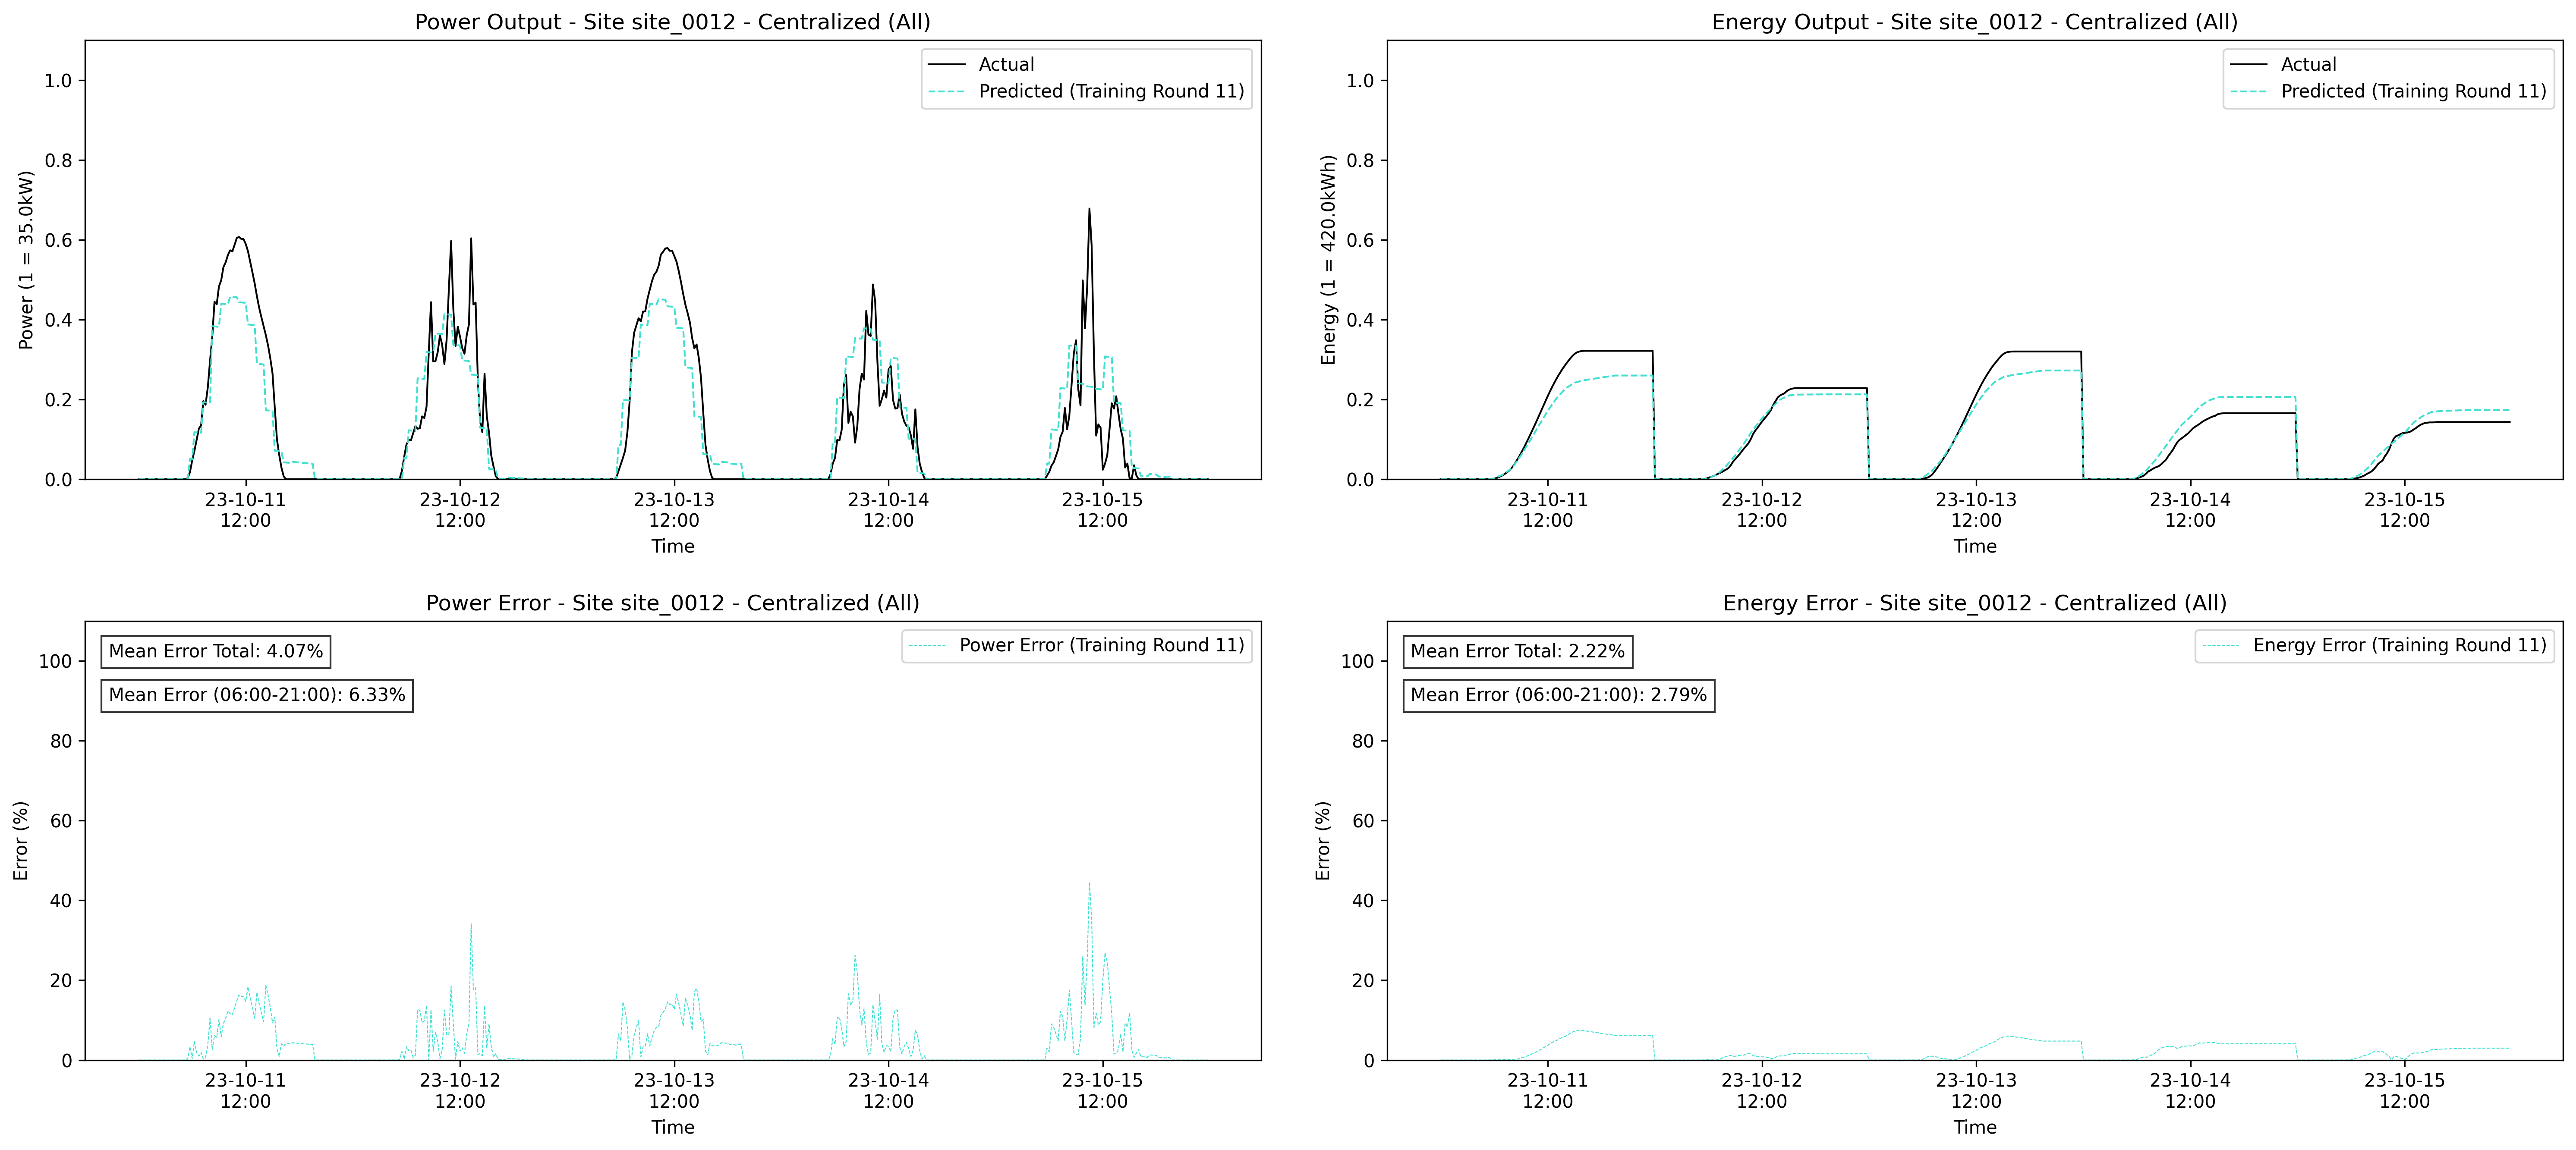 Power Output - Site site_0012 - Centralized (All)
Power (1 = 35.0kW)
1.0
0.8
0.6
0.4
0.2
0.0
Actual
Predicted (Training Round 11)
23-10-11
12:00
23-10-12
12:00
23-10-13
12:00
23-10-14
12:00
23-10-15
12:00
Time
Energy Output - Site site_0012 - Centralized (All)
Energy (1 = 420.0kWh)
1.0
0.8
0.6
0.4
0.2
0.0
Actual
Predicted (Training Round 11)
23-10-11
12:00
23-10-12
12:00
23-10-13
12:00
23-10-14
12:00
23-10-15
12:00
Time
Power Error - Site site_0012 - Centralized (All)
Error (%)
100
80
60
40
20
0
Mean Error Total: 4.07%
Mean Error (06:00-21:00): 6.33%
Power Error (Training Round 11)
23-10-11
12:00
23-10-12
12:00
23-10-13
12:00
23-10-14
12:00
23-10-15
12:00
Time
Energy Error - Site site_0012 - Centralized (All)
Error (%)
100
80
60
40
20
0
Mean Error Total: 2.22%
Mean Error (06:00-21:00): 2.79%
Energy Error (Training Round 11)
23-10-11
12:00
23-10-12
12:00
23-10-13
12:00
23-10-14
12:00
23-10-15
12:00
Time